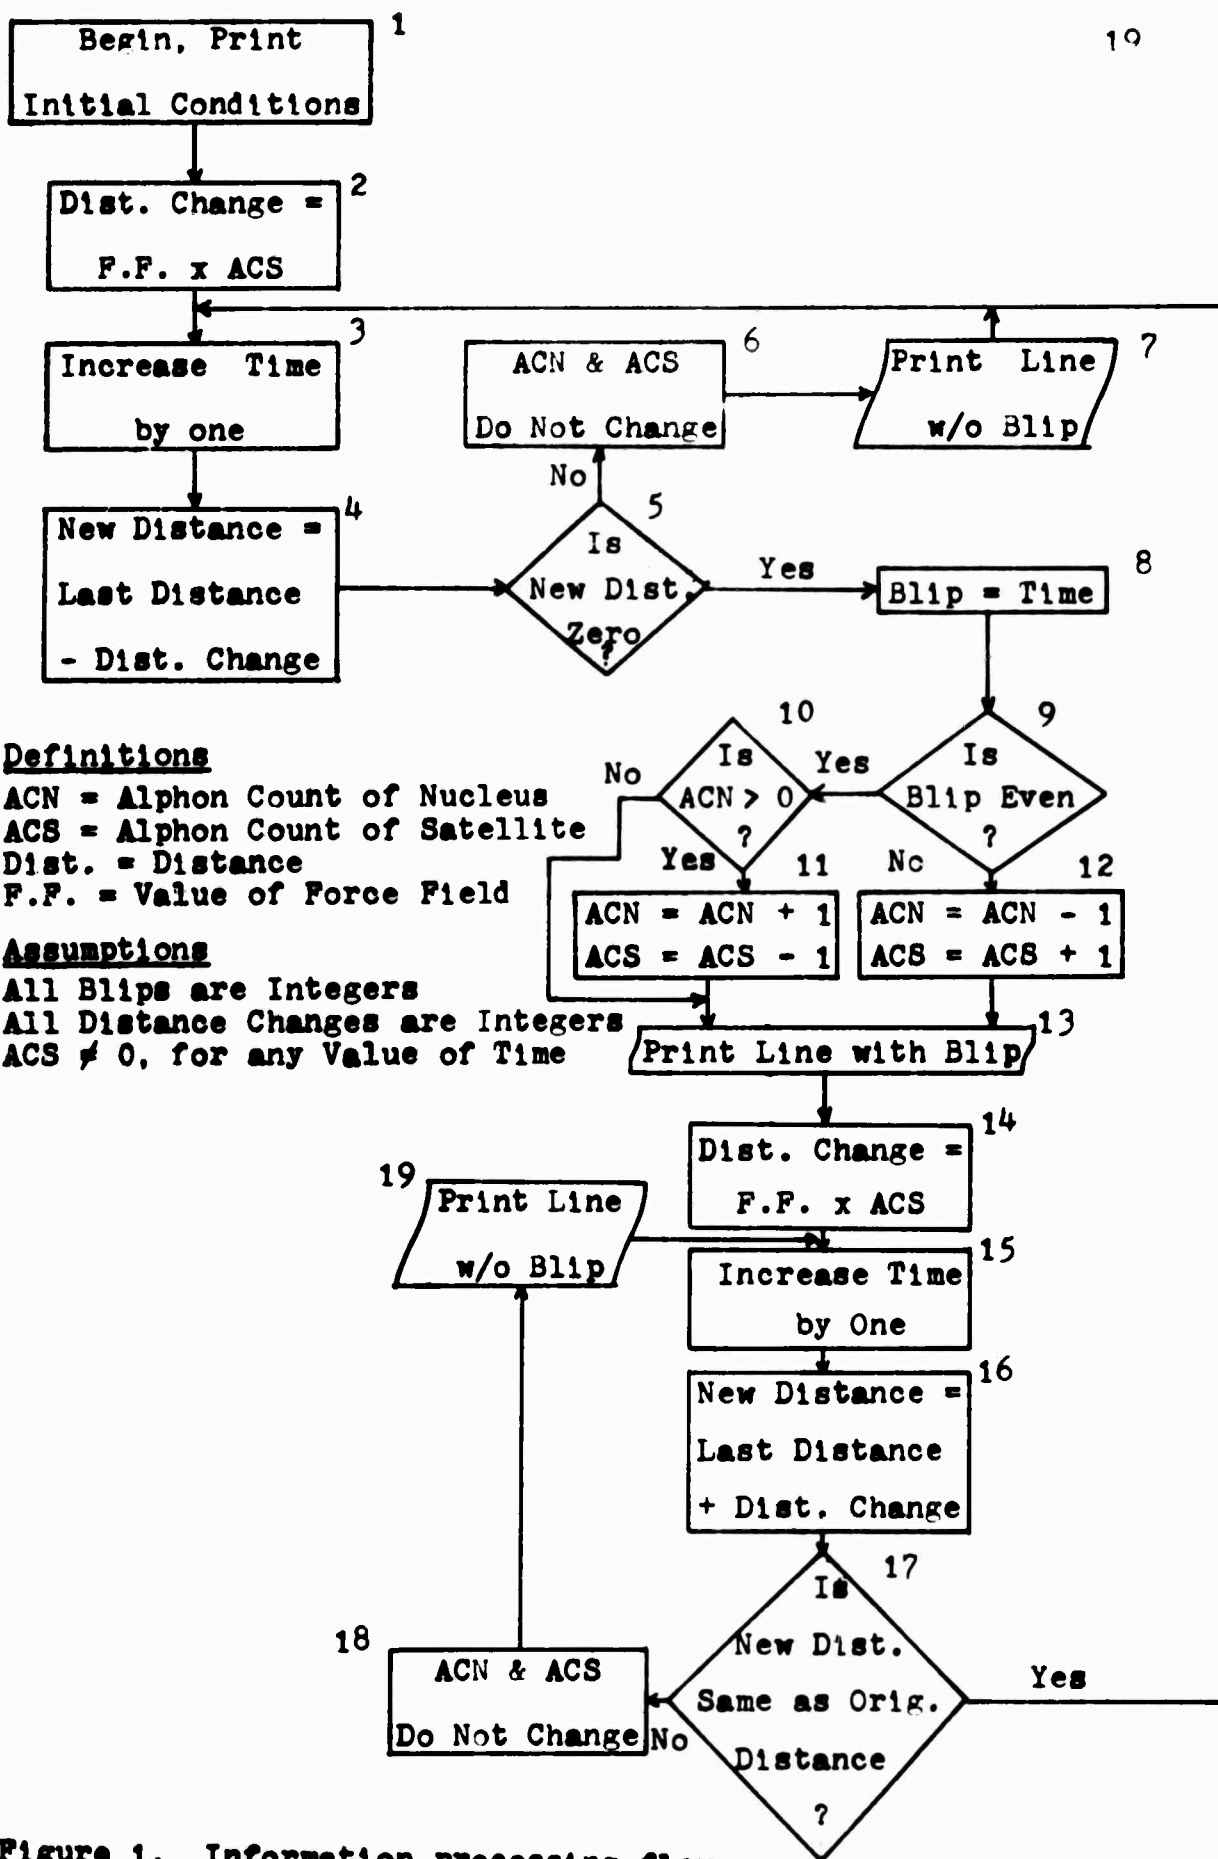 19
1
Begin, Print
Initial Conditions
2
Dist. Change =
F.F. x ACS
3
Increase Time
by one
4
New Distance =
Last Distance
- Dist. Change
5
Is
New Dist.
Zero
?
No
Yes
6
ACN & ACS
Do Not Change
7
Print Line
w/o Blip
8
Blip = Time
9
Is
Blip Even
?
Yes
No
10
Is
ACN > 0
?
No
Yes
11
ACN = ACN + 1
ACS = ACS - 1
12
ACN = ACN - 1
ACS = ACS + 1
Definitions
ACN = Alphon Count of Nucleus
ACS = Alphon Count of Satellite
Dist. = Distance
F.F. = Value of Force Field
Assumptions
All Blips are Integers
All Distance Changes are Integers
ACS ≠ 0, for any Value of Time
13
Print Line with Blip
14
Dist. Change =
F.F. x ACS
15
Increase Time
by One
16
New Distance =
Last Distance
+ Dist. Change
17
Is
New Dist.
Same as Orig.
Distance
?
Yes
No
18
ACN & ACS
Do Not Change
19
Print Line
w/o Blip
Figure 1. Information processing